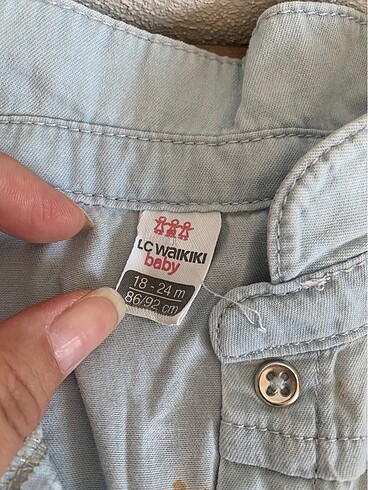 LC WAIKIKI
baby
18 - 24 m
86/92 cm